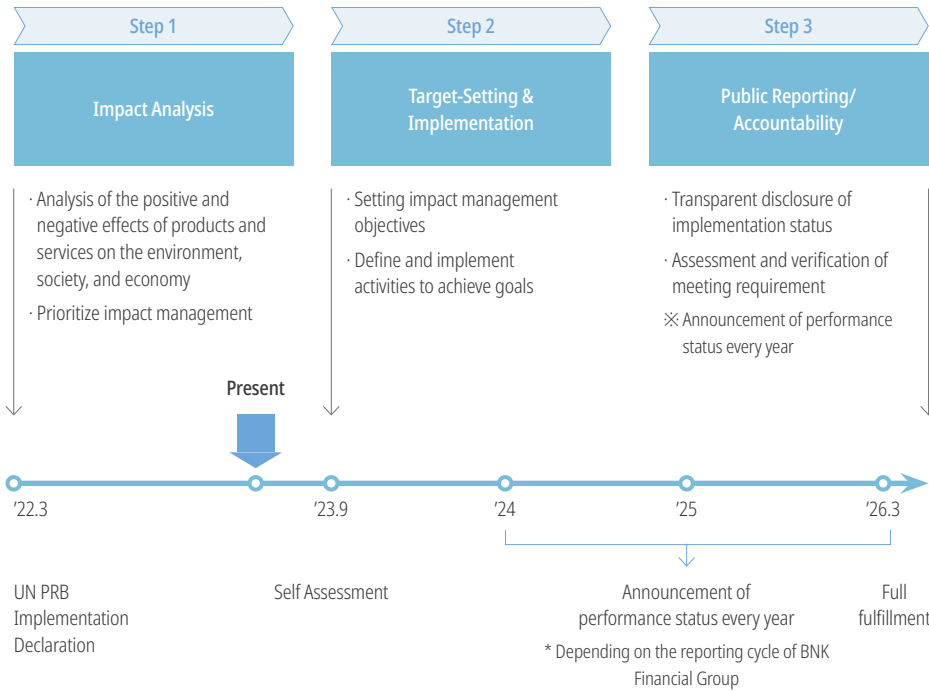 Step 1
Impact Analysis
· Analysis of the positive and
negative effects of products and
services on the environment,
society, and economy
· Prioritize impact management
Step 2
Target-Setting &
Implementation
· Setting impact management
objectives
· Define and implement
activities to achieve goals
Step 3
Public Reporting/
Accountability
· Transparent disclosure of
implementation status
· Assessment and verification of
meeting requirement
※ Announcement of performance
status every year
Present
’22.3
’23.9
’24
’25
’26.3
UN PRB
Implementation
Declaration
Self Assessment
Announcement of
performance status every year
* Depending on the reporting cycle of BNK
Financial Group
Full
fulfillment